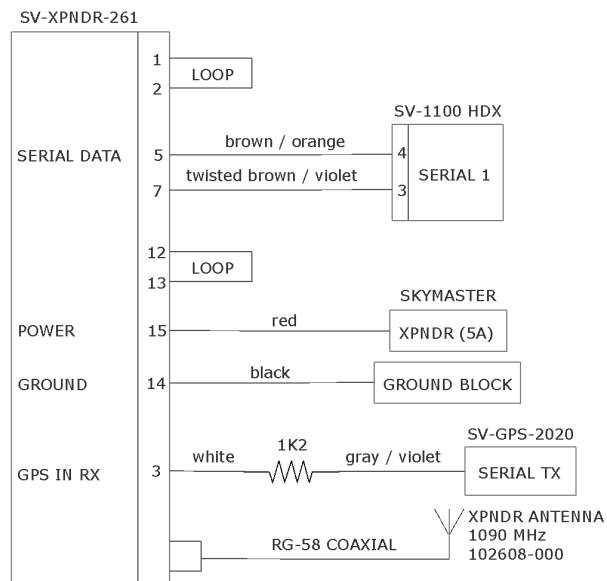 SV-XPNDR-261
1
LOOP
2
SV-1100 HDX
brown / orange
SERIAL DATA
5
4
SERIAL 1
twisted brown / violet
7
3
12
LOOP
13
SKYMASTER
red
POWER
15
XPNDR (5A)
black
GROUND
14
GROUND BLOCK
SV-GPS-2020
1K2
white
gray / violet
GPS IN RX
3
SERIAL TX
XPNDR ANTENNA
1090 MHz
102608-000
RG-58 COAXIAL